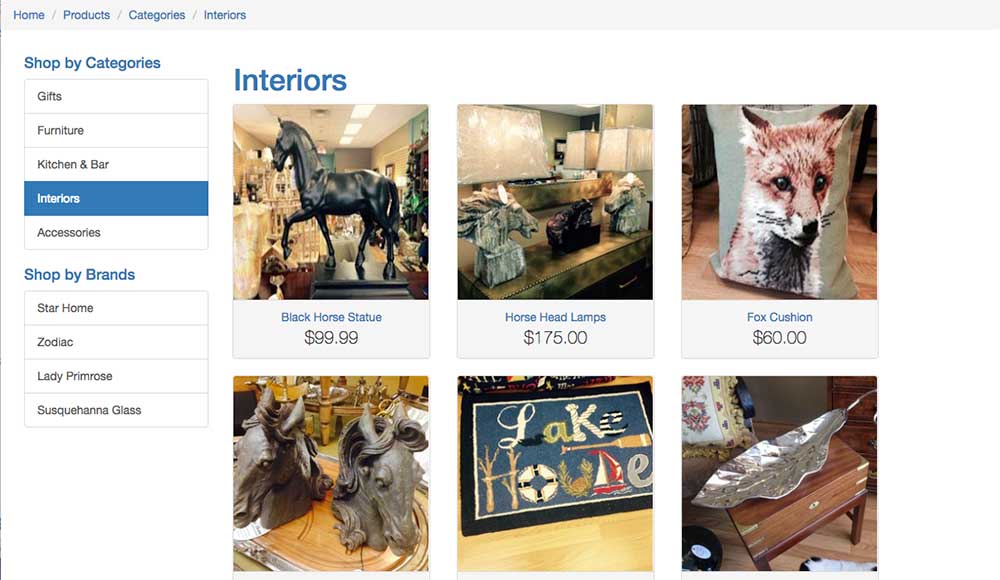 Home / Products / Categories / Interiors
Shop by Categories
Gifts
Furniture
Kitchen & Bar
Interiors
Accessories
Shop by Brands
Star Home
Zodiac
Lady Primrose
Susquehanna Glass
Interiors
Black Horse Statue
$99.99
Horse Head Lamps
$175.00
Fox Cushion
$60.00
Lake
House